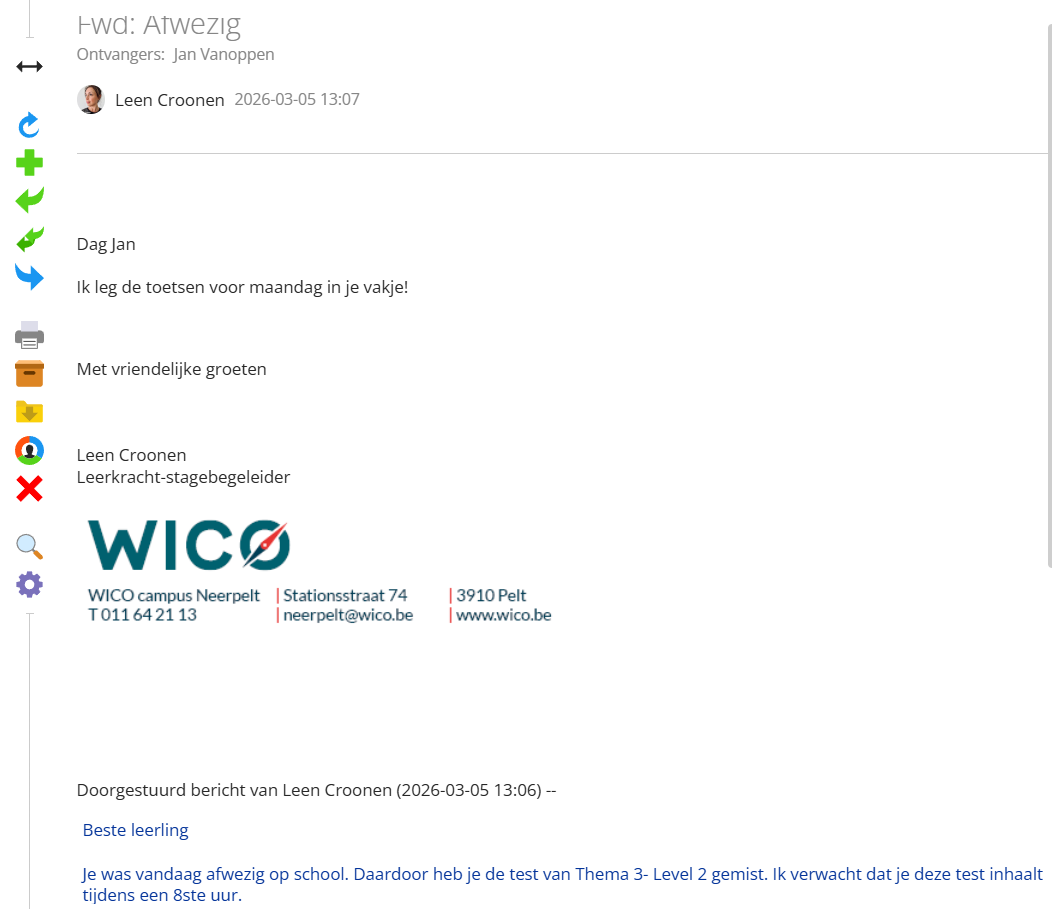 Fwd: Afwezig
Ontvangers: Jan Vanoppen
Leen Croonen 2026-03-05 13:07
Dag Jan
Ik leg de toetsen voor maandag in je vakje!
Met vriendelijke groeten
Leen Croonen
Leerkracht-stagebegeleider
WICO
WICO campus Neerpelt | Stationsstraat 74 | 3910 Pelt
T 011 64 21 13 | neerpelt@wico.be | www.wico.be
Doorgestuurd bericht van Leen Croonen (2026-03-05 13:06) --
Beste leerling
Je was vandaag afwezig op school. Daardoor heb je de test van Thema 3- Level 2 gemist. Ik verwacht dat je deze test inhaalt
tijdens een 8ste uur.